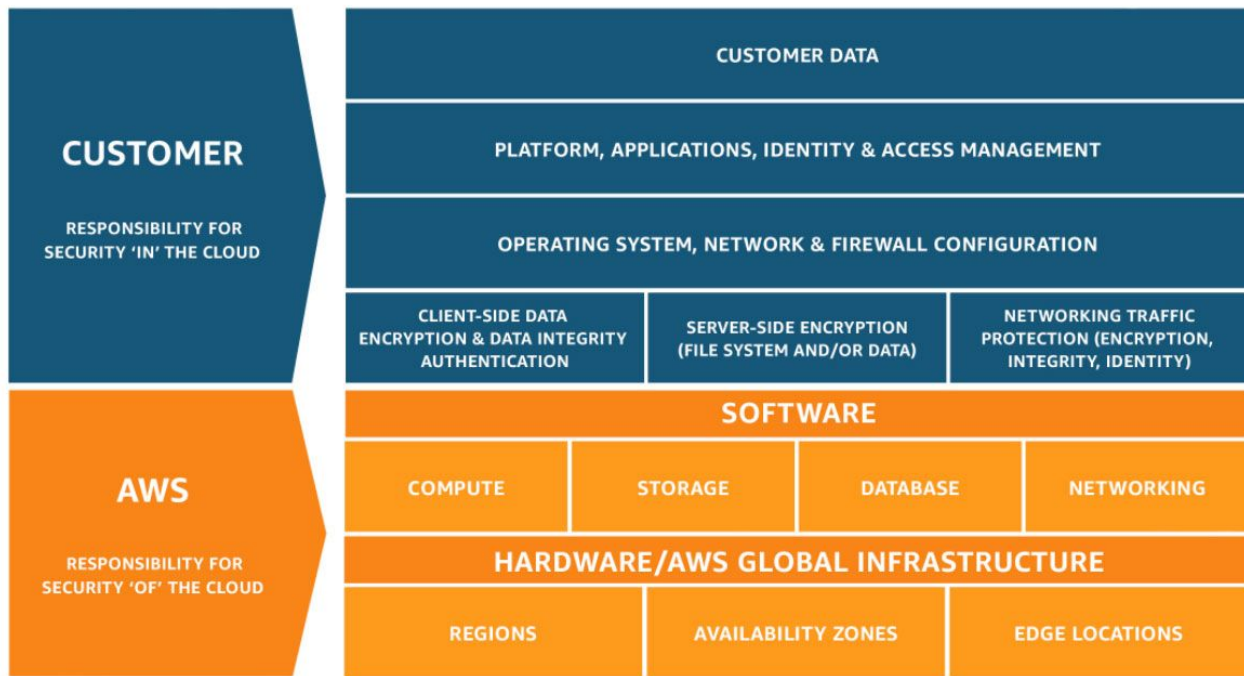 CUSTOMER
RESPONSIBILITY FOR
SECURITY ‘IN’ THE CLOUD
CUSTOMER DATA
PLATFORM, APPLICATIONS, IDENTITY & ACCESS MANAGEMENT
OPERATING SYSTEM, NETWORK & FIREWALL CONFIGURATION
CLIENT-SIDE DATA
ENCRYPTION & DATA INTEGRITY
AUTHENTICATION
SERVER-SIDE ENCRYPTION
(FILE SYSTEM AND/OR DATA)
NETWORKING TRAFFIC
PROTECTION (ENCRYPTION,
INTEGRITY, IDENTITY)
AWS
RESPONSIBILITY FOR
SECURITY ‘OF’ THE CLOUD
SOFTWARE
COMPUTE
STORAGE
DATABASE
NETWORKING
HARDWARE/AWS GLOBAL INFRASTRUCTURE
REGIONS
AVAILABILITY ZONES
EDGE LOCATIONS